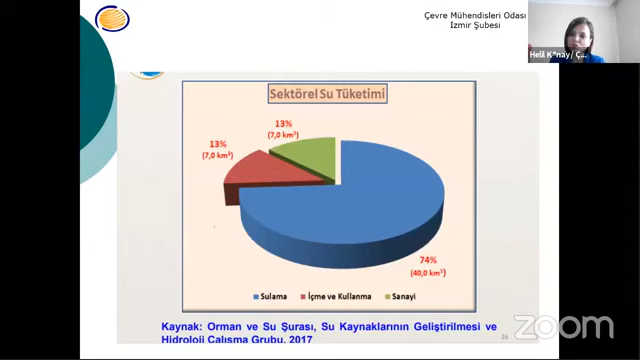 Çevre Mühendisleri Odası
İzmir Şubesi
Helil K*nay/ Ç...
Sektörel Su Tüketimi
13%
(7,0 km³)
13%
(7,0 km³)
74%
(40,0 km³)
Sulama
İçme ve Kullanma
Sanayi
Kaynak: Orman ve Su Şurası, Su Kaynaklarının Geliştirilmesi ve
Hidroloji Çalışma Grubu, 2017
26
zoom